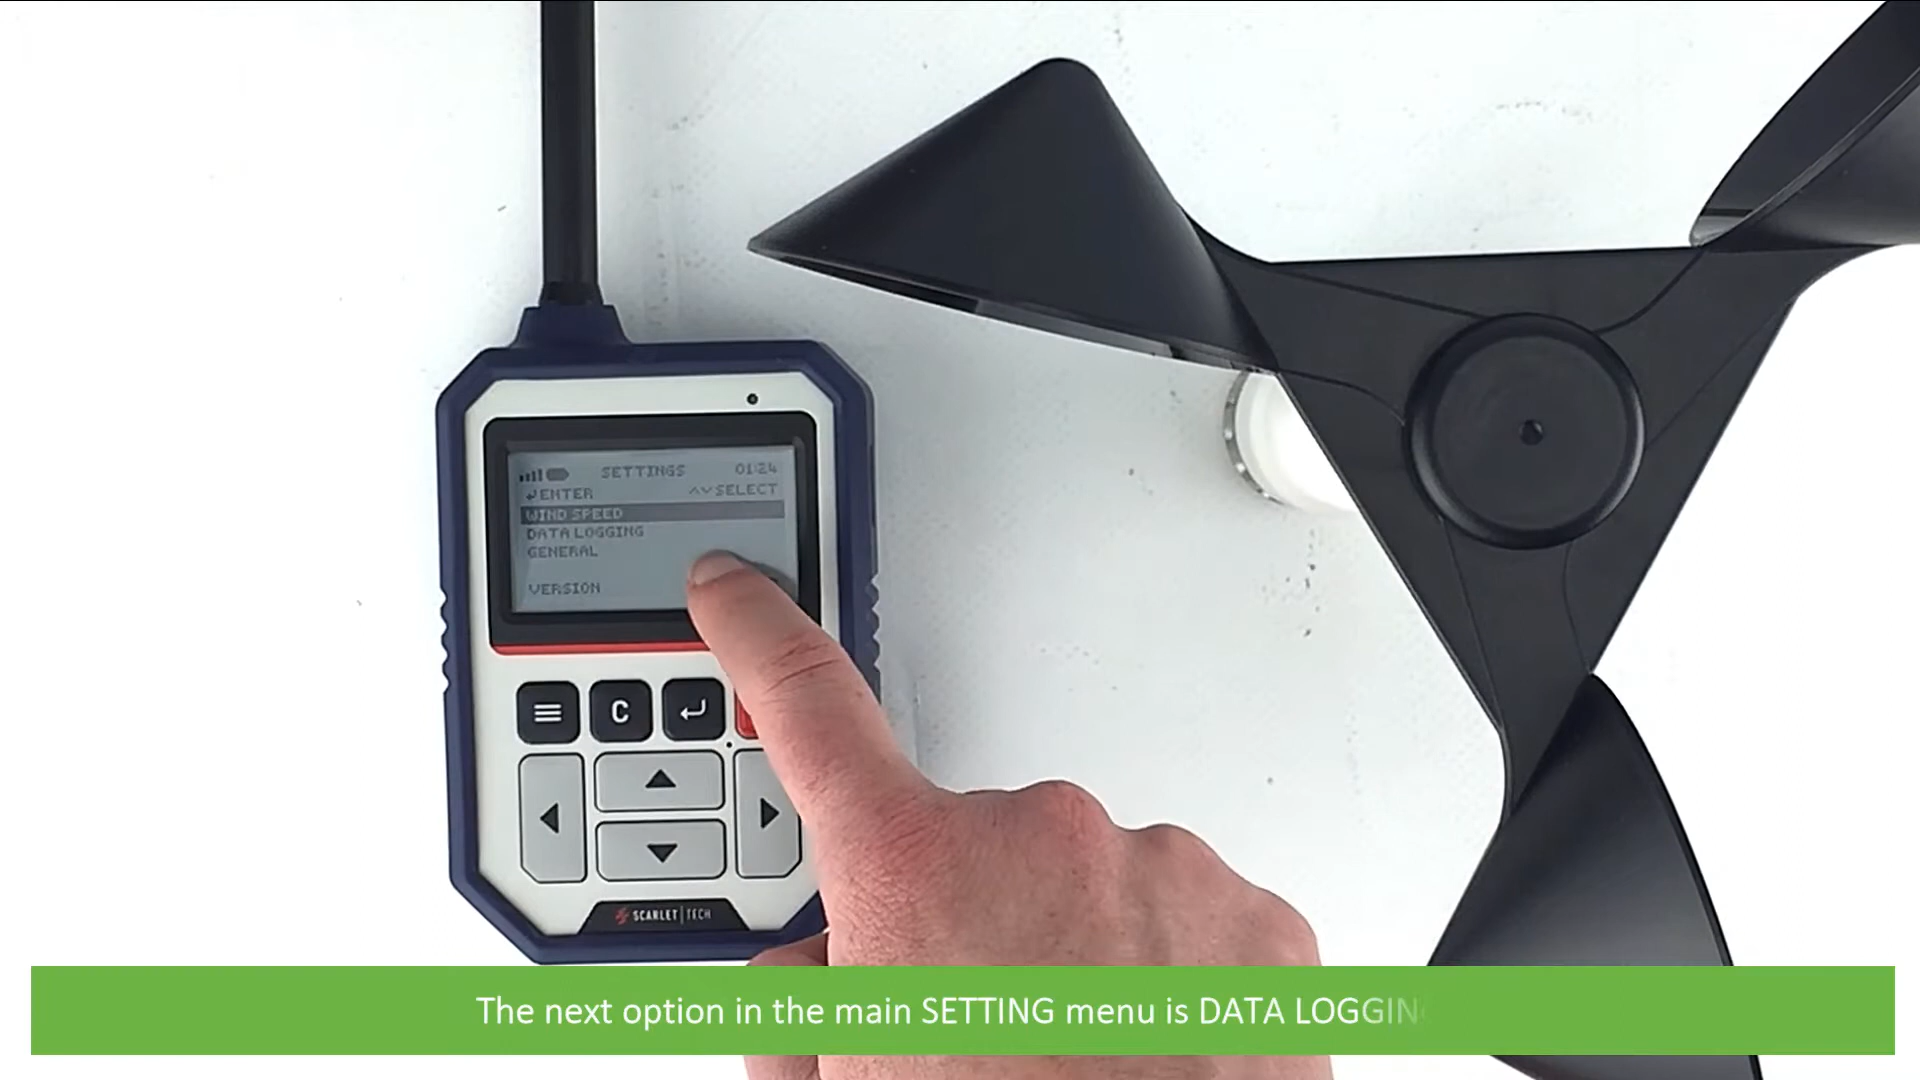 SETTINGS 01:24
↵ENTER ^˅SELECT
WIND SPEED
DATA LOGGING
GENERAL
VERSION
C
SCARLET TECH
The next option in the main SETTING menu is DATA LOGGIN